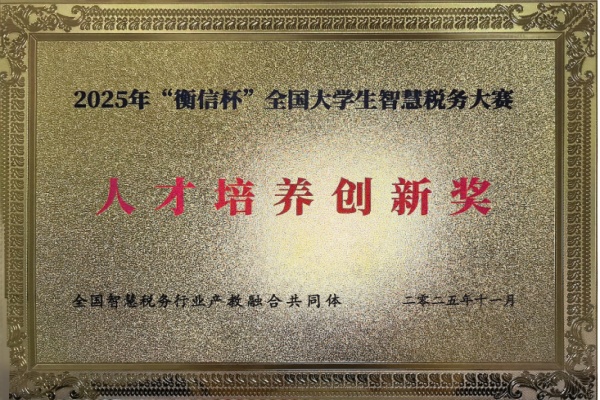 2025年“衡信杯”全国大学生智慧税务大赛
人才培养创新奖
全国智慧税务行业产教融合共同体 二零二五年十一月